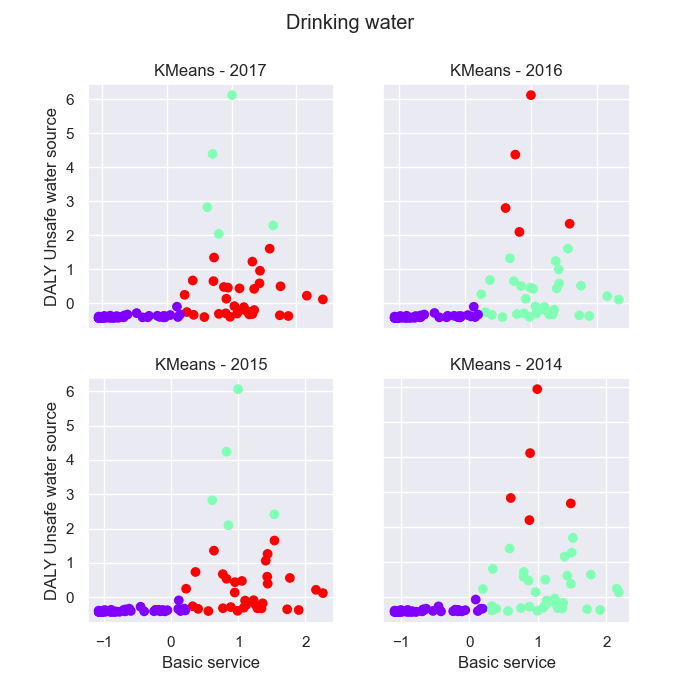 Drinking water
KMeans - 2017
KMeans - 2016
DALY Unsafe water source
6
5
4
3
2
1
0
KMeans - 2015
KMeans - 2014
DALY Unsafe water source
6
5
4
3
2
1
0
−1 0 1 2
−1 0 1 2
Basic service
Basic service